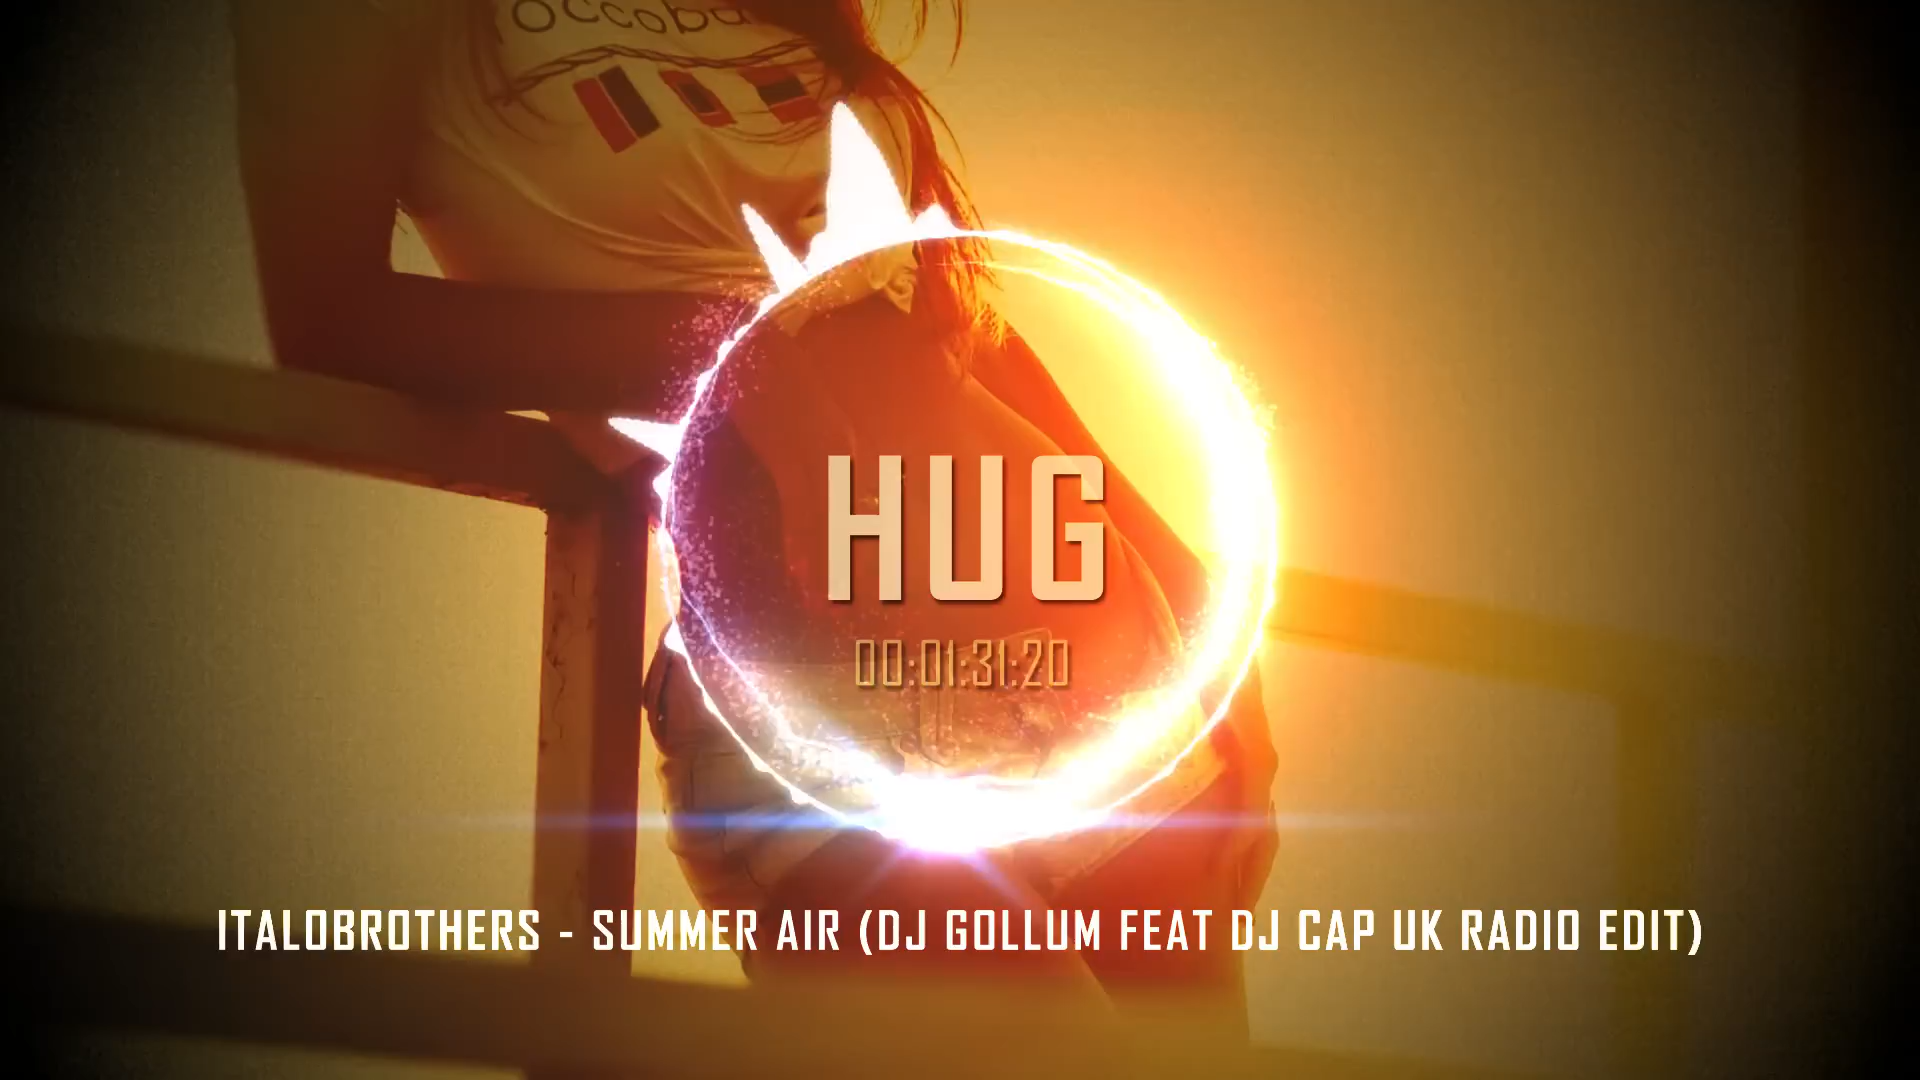 HUG
00:01:31:20
ITALOBROTHERS - SUMMER AIR (DJ GOLLUM FEAT DJ CAP UK RADIO EDIT)